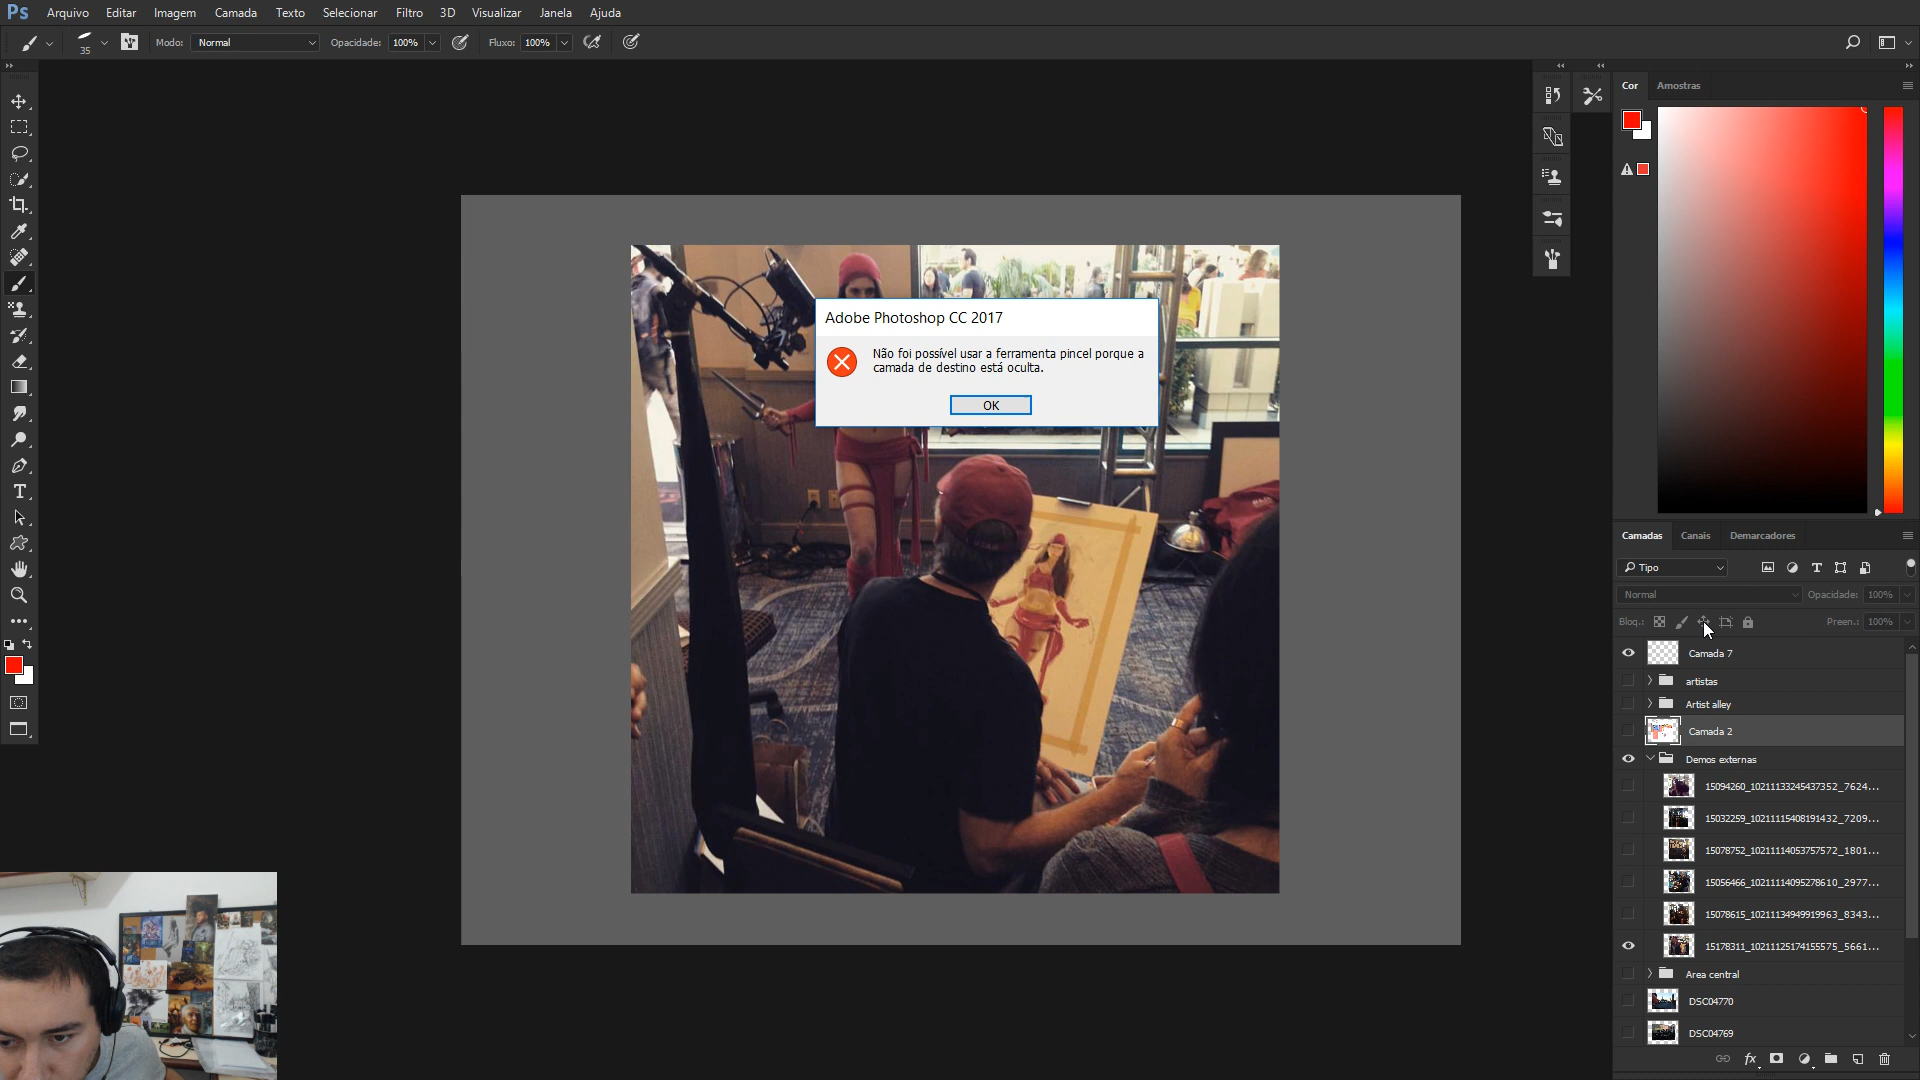 Ps Arquivo Editar Imagem Camada Texto Selecionar Filtro 3D Visualizar Janela Ajuda
35 Modo: Normal Opacidade: 100% Fluxo: 100%
Cor Amostras
Adobe Photoshop CC 2017
Não foi possível usar a ferramenta pincel porque a
camada de destino está oculta.
OK
Camadas Canais Demarcadores
Tipo
Normal Opacidade: 100%
Bloq.: Preen.: 100%
Camada 7
artistas
Artist alley
Camada 2
Demos externas
15094260_10211133245437352_7624...
15032259_10211115408191432_7209...
15078752_10211114053757572_1801...
15056466_10211114095278610_2977...
15078615_10211134949919963_8343...
15178311_10211125174155575_5661...
Area central
DSC04770
DSC04769